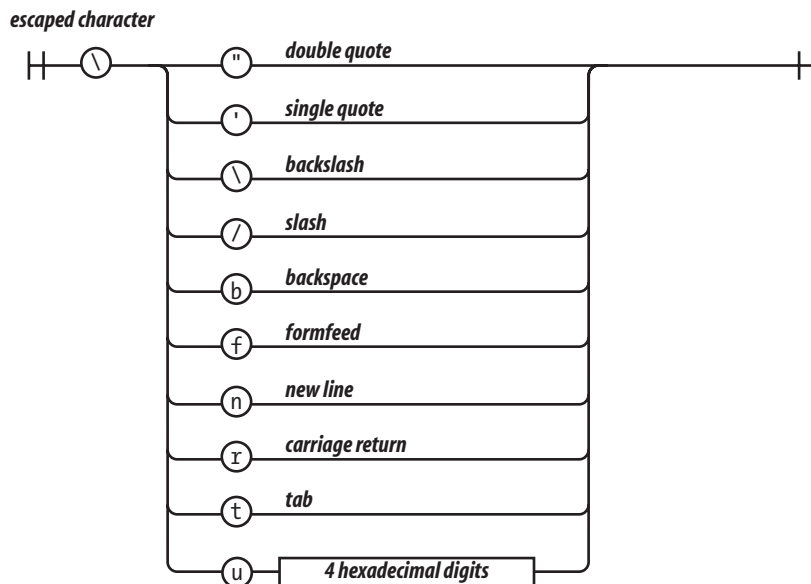 escaped character
\
" double quote
' single quote
\ backslash
/ slash
b backspace
f formfeed
n new line
r carriage return
t tab
u 4 hexadecimal digits